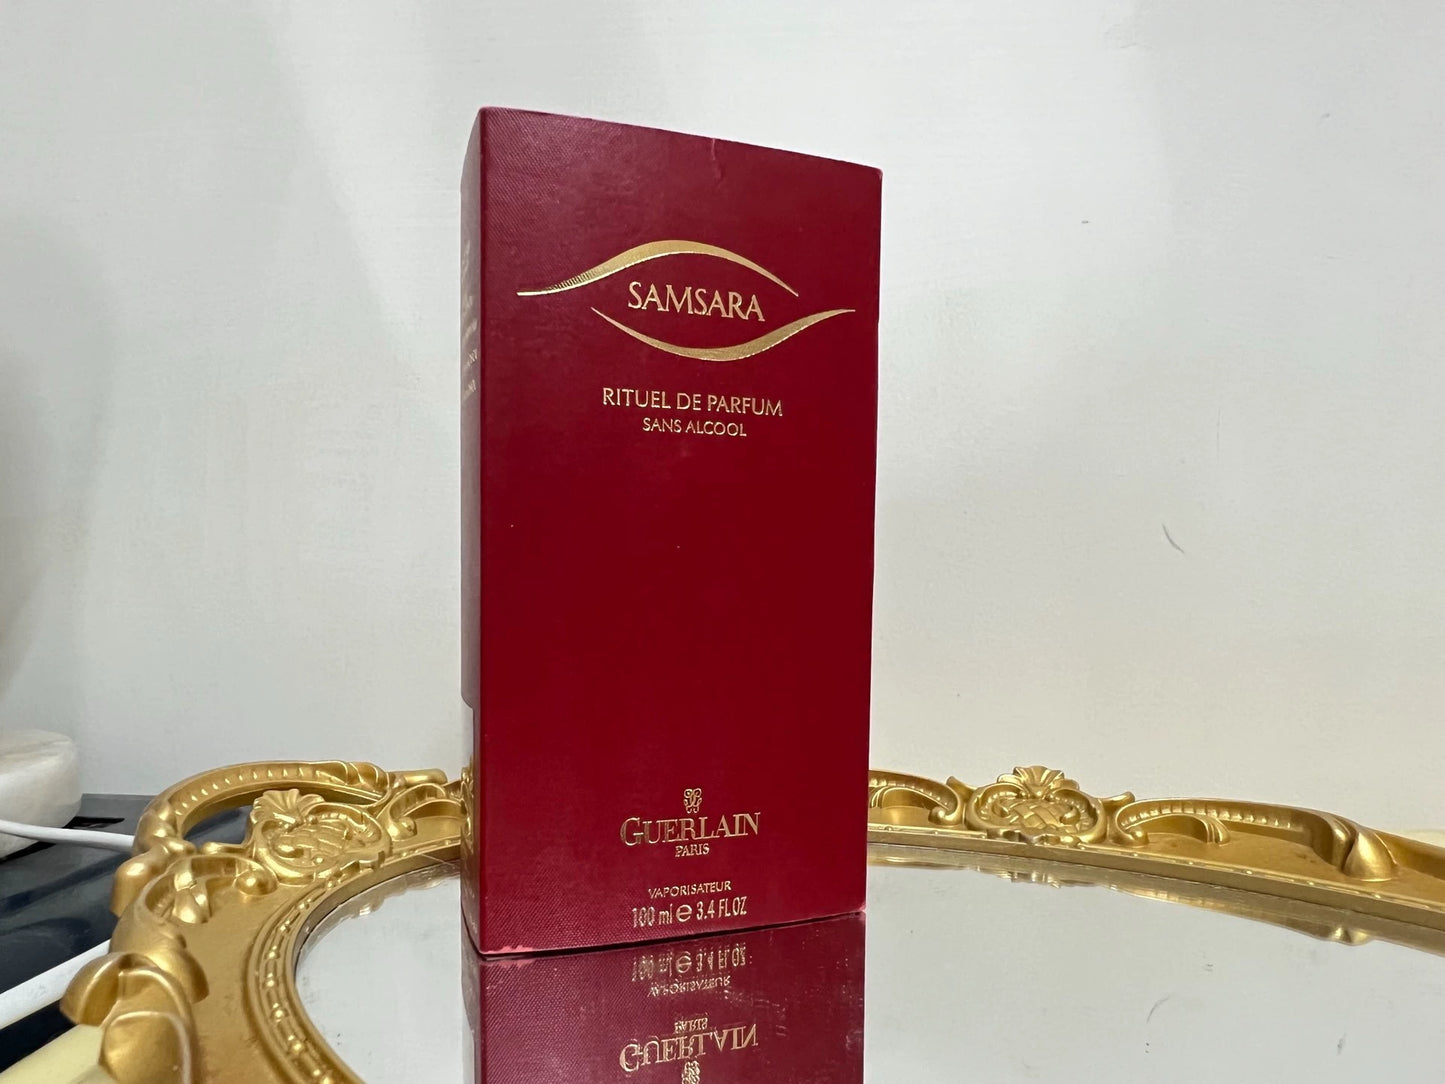 SAMSARA
RITUEL DE PARFUM
SANS ALCOOL
GUERLAIN
PARIS
VAPORISATEUR
100 ml e 3.4 FL OZ